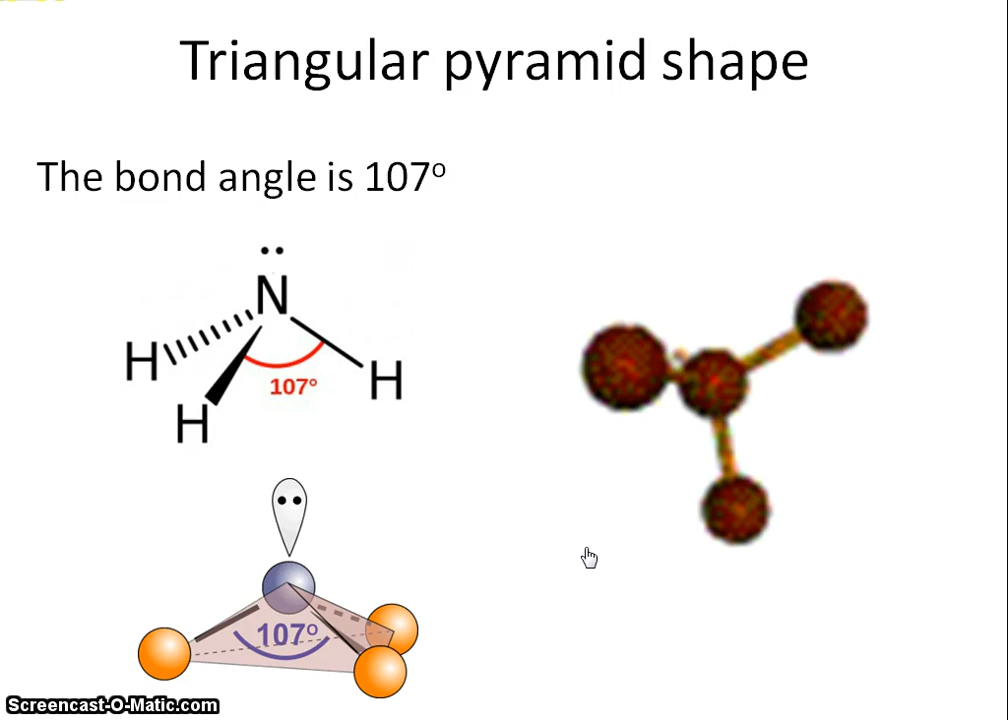 Triangular pyramid shape
The bond angle is 107º
N
H
H
H
107°
107º
Screencast-O-Matic.com